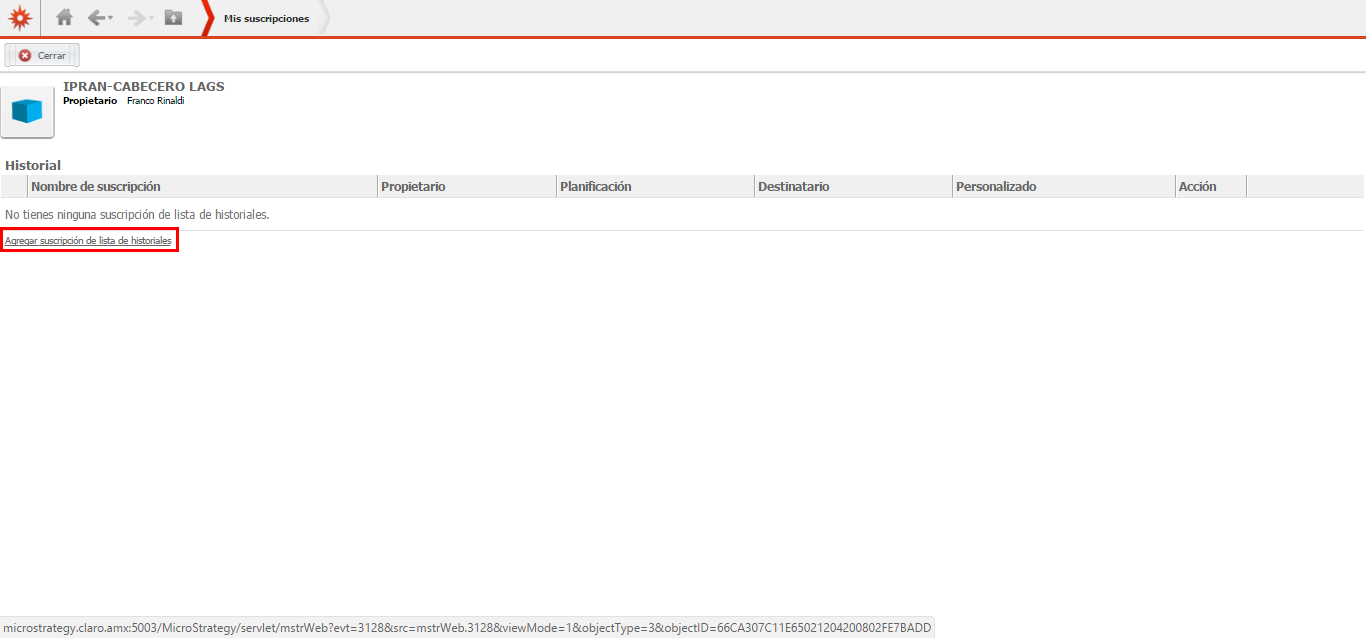 Mis suscripciones
Cerrar
IPRAN-CABECERO LAGS
Propietario Franco Rinaldi
Historial
Nombre de suscripción Propietario Planificación Destinatario Personalizado Acción
No tienes ninguna suscripción de lista de historiales.
Agregar suscripción de lista de historiales
microstrategy.claro.amx:5003/MicroStrategy/servlet/mstrWeb?evt=3128&src=mstrWeb.3128&viewMode=1&objectType=3&objectID=66CA307C11E65021204200802FE7BADD